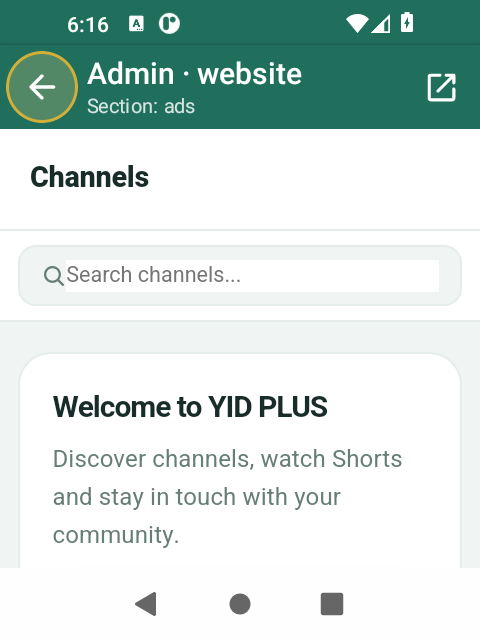 6:16
A
Admin · website
Section: ads
Channels
Search channels...
Welcome to YID PLUS
Discover channels, watch Shorts
and stay in touch with your
community.